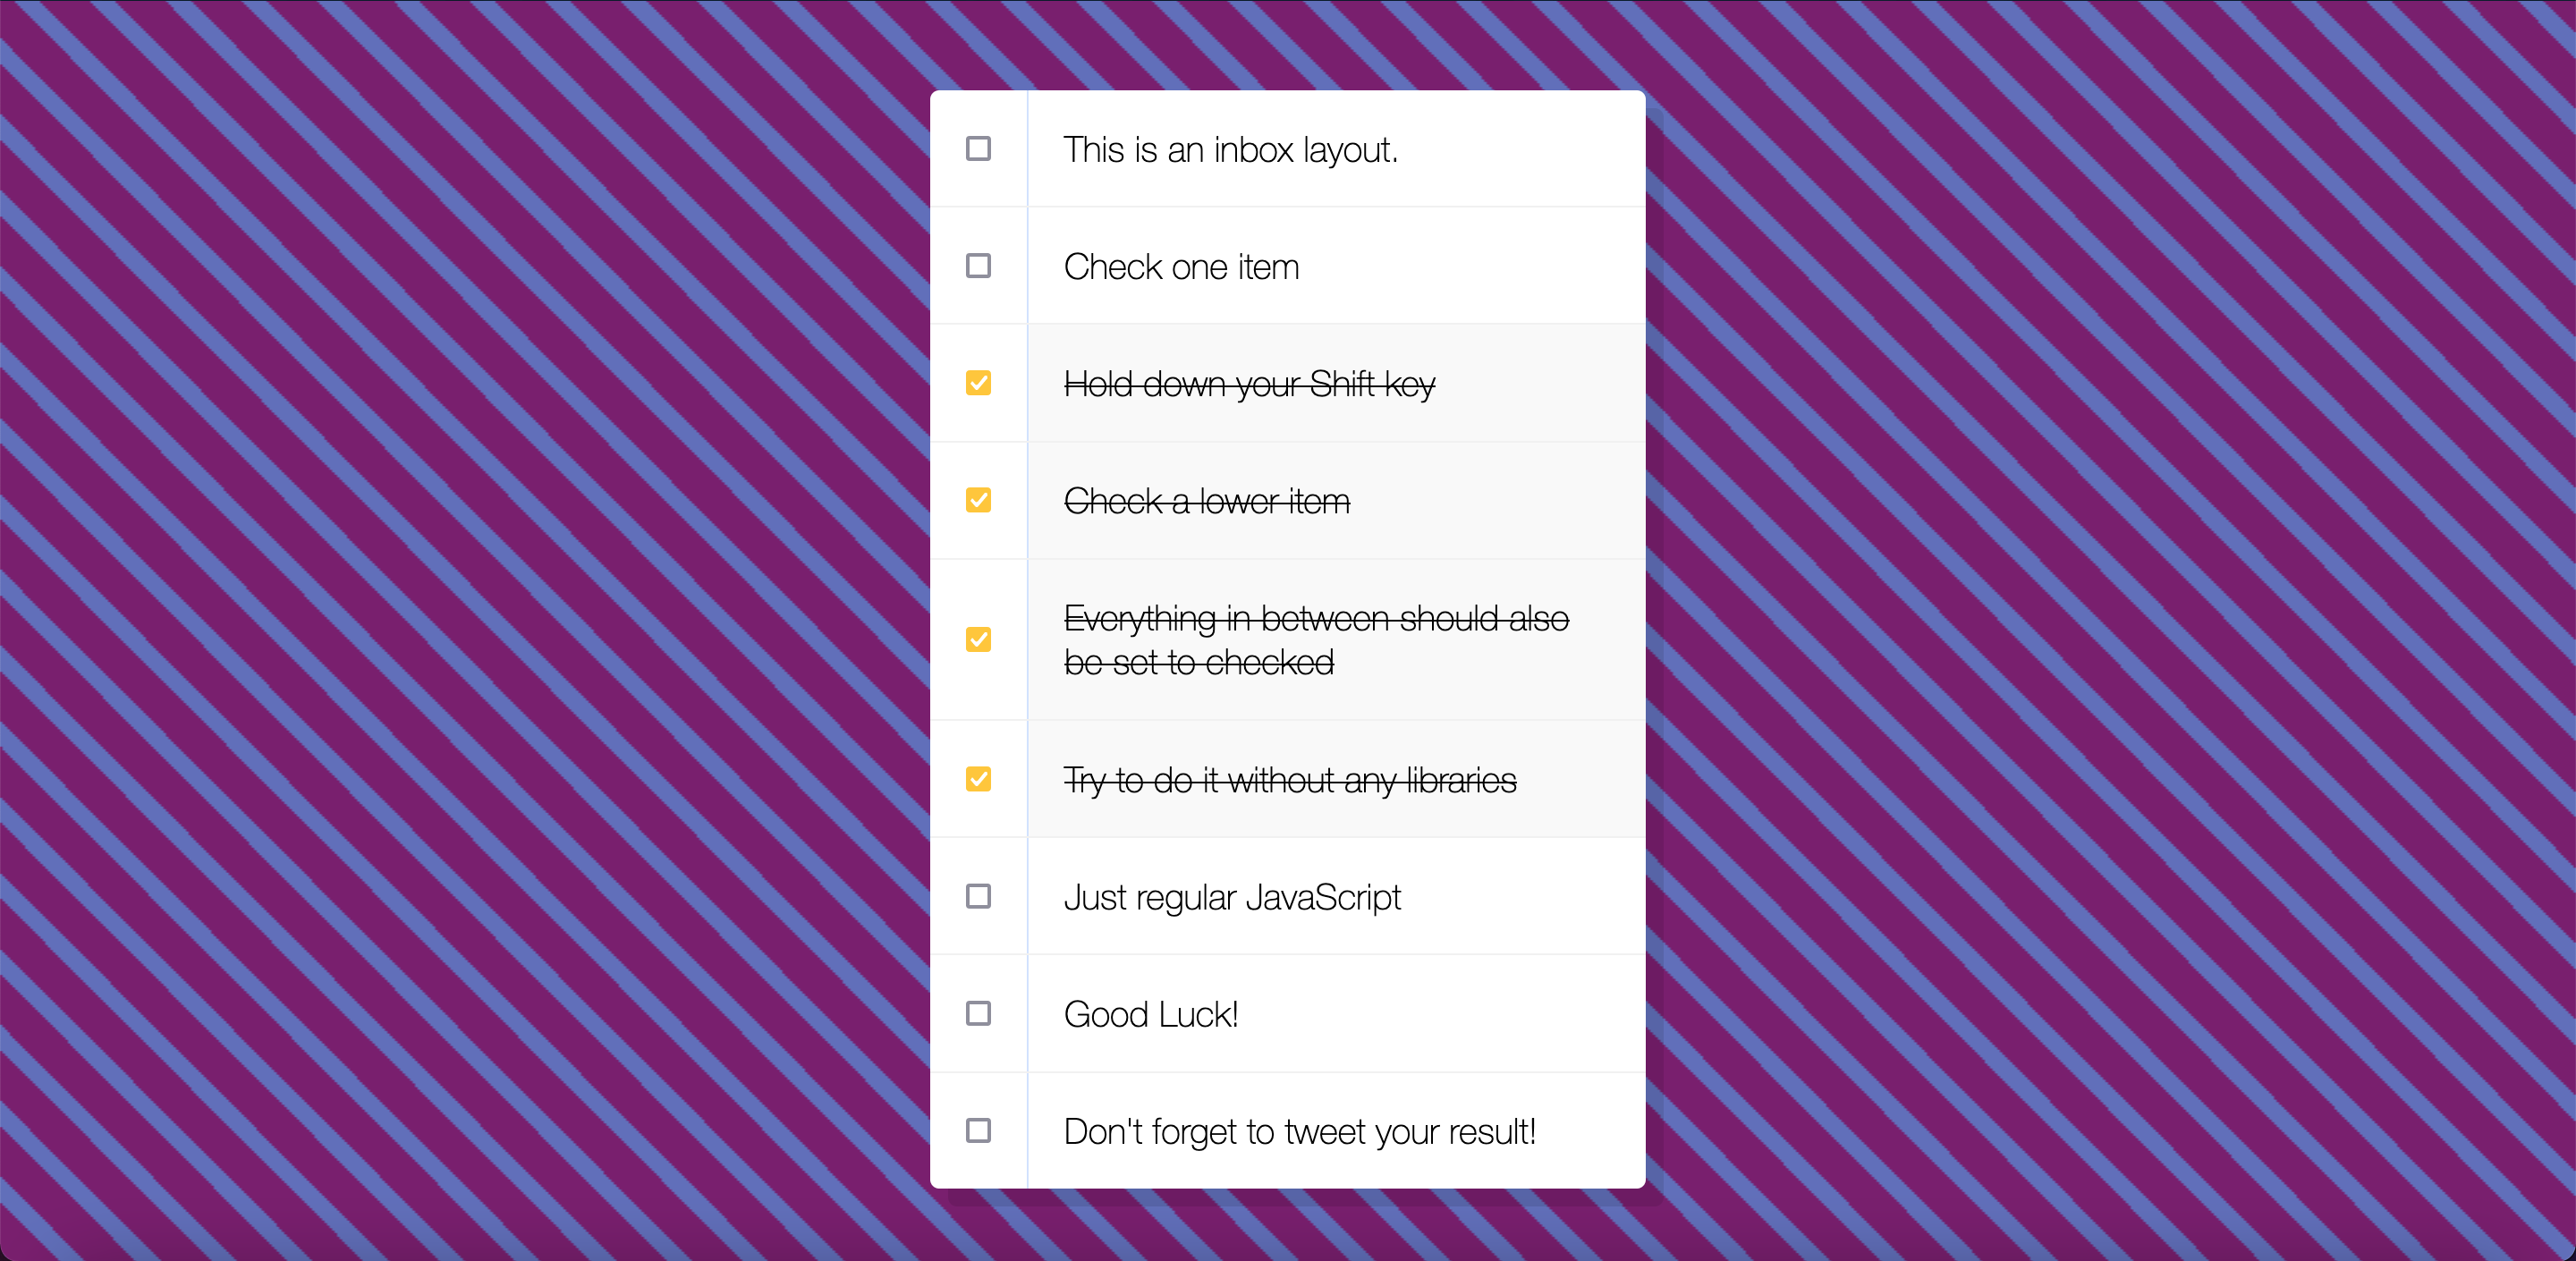 This is an inbox layout.
Check one item
Hold down your Shift key
Check a lower item
Everything in between should also
be set to checked
Try to do it without any libraries
Just regular JavaScript
Good Luck!
Don't forget to tweet your result!